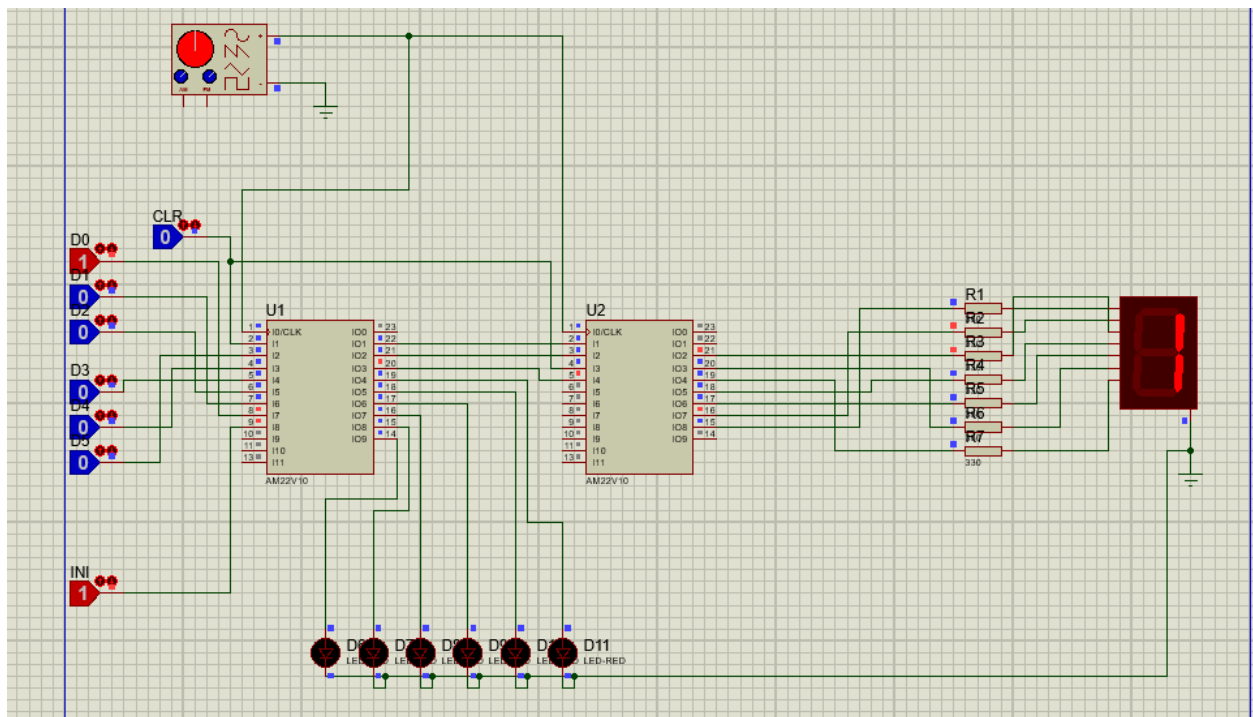 CLR
0
D0
1
D1
0
D2
0
D3
0
D4
0
0
INI
1
U1
1 I0/CLK IO0 23
2 I1 IO1 22
3 I2 IO2 21
4 I3 IO3 20
5 I4 IO4 19
6 I5 IO5 18
7 I6 IO6 17
8 I7 IO7 16
9 I8 IO8 15
10 I9 IO9 14
11 I10
13 I11
AM22V10
U2
1 I0/CLK IO0 23
2 I1 IO1 22
3 I2 IO2 21
4 I3 IO3 20
5 I4 IO4 19
6 I5 IO5 18
7 I6 IO6 17
8 I7 IO7 16
9 I8 IO8 15
10 I9 IO9 14
11 I10
13 I11
AM22V10
R1
R2
R3
R4
R5
R6
R7
330
1
D11
LED-RED